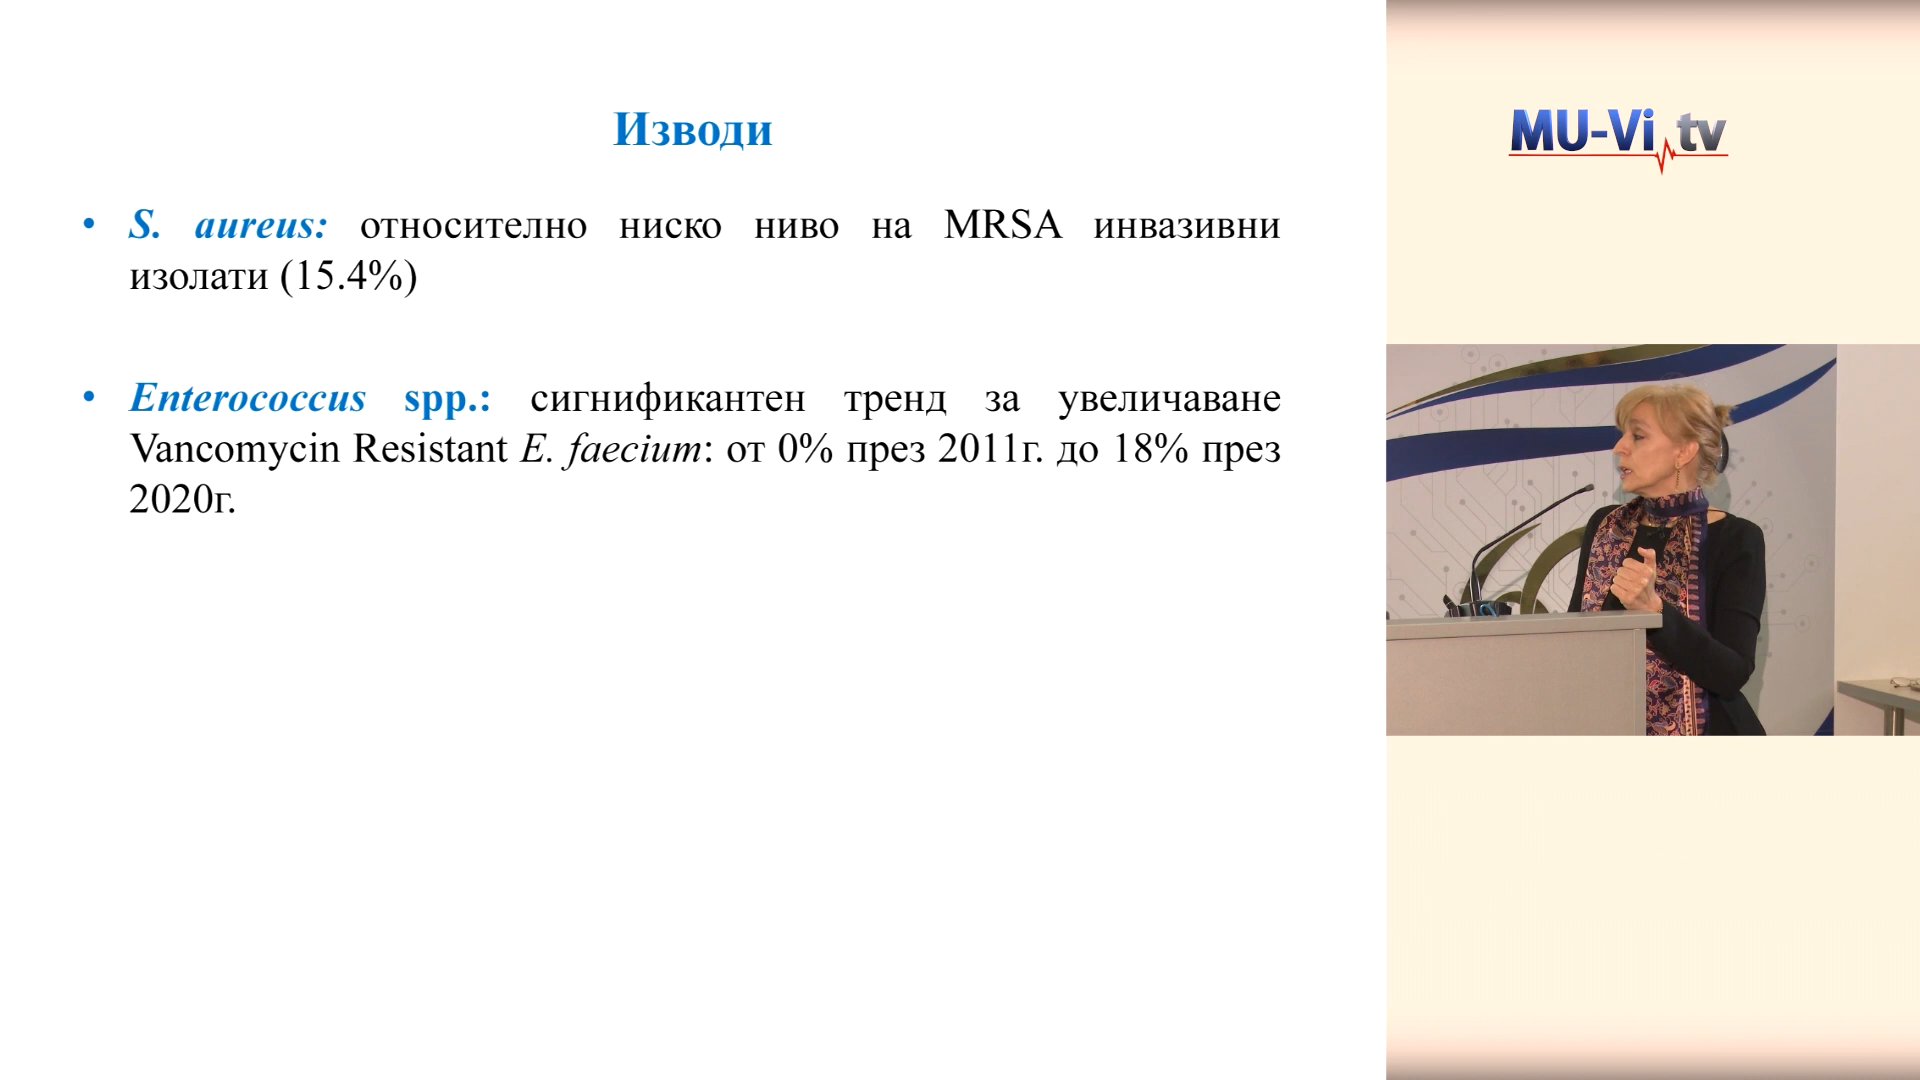 Изводи
• S. aureus: относително ниско ниво на MRSA инвазивни
изолати (15.4%)
• Enterococcus spp.: сигнификантен тренд за увеличаване
Vancomycin Resistant E. faecium: от 0% през 2011г. до 18% през
2020г.
MU-Vi tv